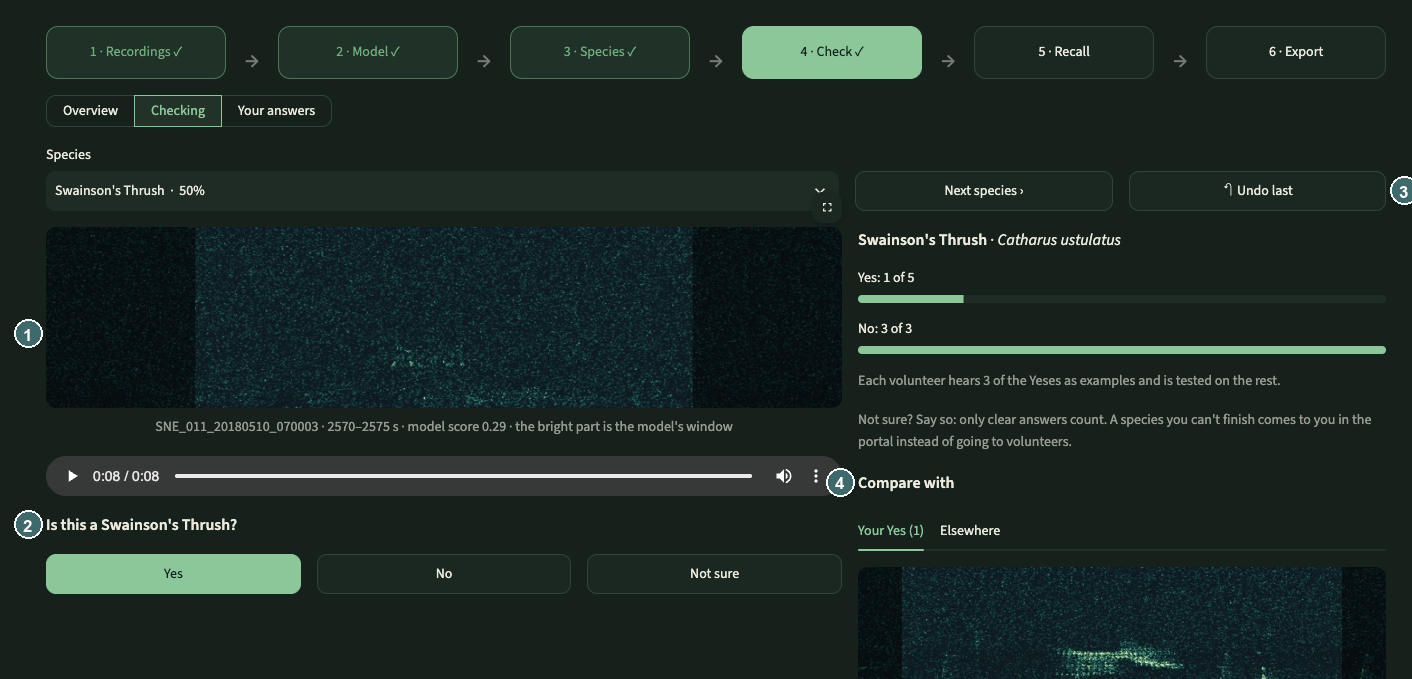 1 · Recordings ✓
2 · Model ✓
3 · Species ✓
4 · Check ✓
5 · Recall
6 · Export
Overview
Checking
Your answers
Species
Swainson's Thrush · 50%
Next species ›
Undo last
3
Swainson's Thrush · Catharus ustulatus
Yes: 1 of 5
No: 3 of 3
Each volunteer hears 3 of the Yeses as examples and is tested on the rest.
Not sure? Say so: only clear answers count. A species you can't finish comes to you in the
portal instead of going to volunteers.
1
SNE_011_20180510_070003 · 2570–2575 s · model score 0.29 · the bright part is the model's window
0:08 / 0:08
4
Compare with
2
Is this a Swainson's Thrush?
Your Yes (1)
Elsewhere
Yes
No
Not sure